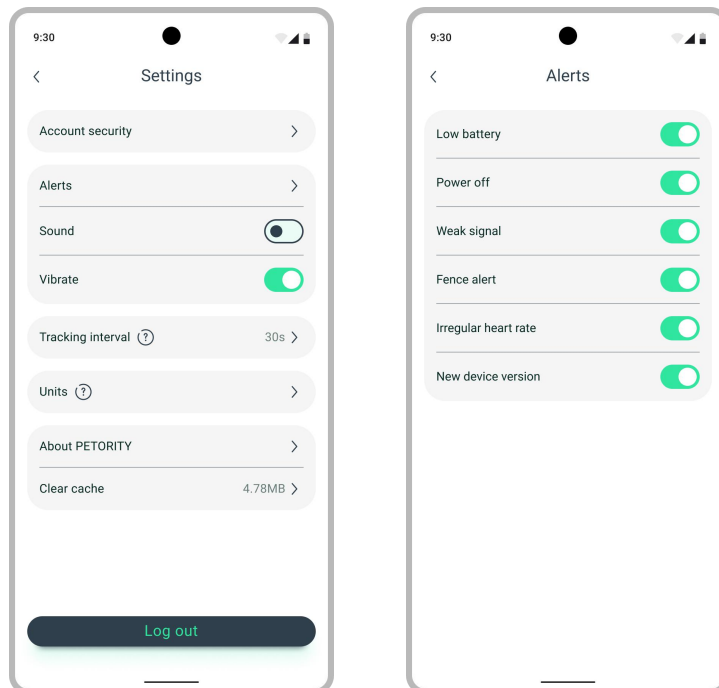 9:30
Settings
Account security
Alerts
Sound
Vibrate
Tracking interval ?
30s
Units ?
About PETORITY
Clear cache
4.78MB
Log out
9:30
Alerts
Low battery
Power off
Weak signal
Fence alert
Irregular heart rate
New device version